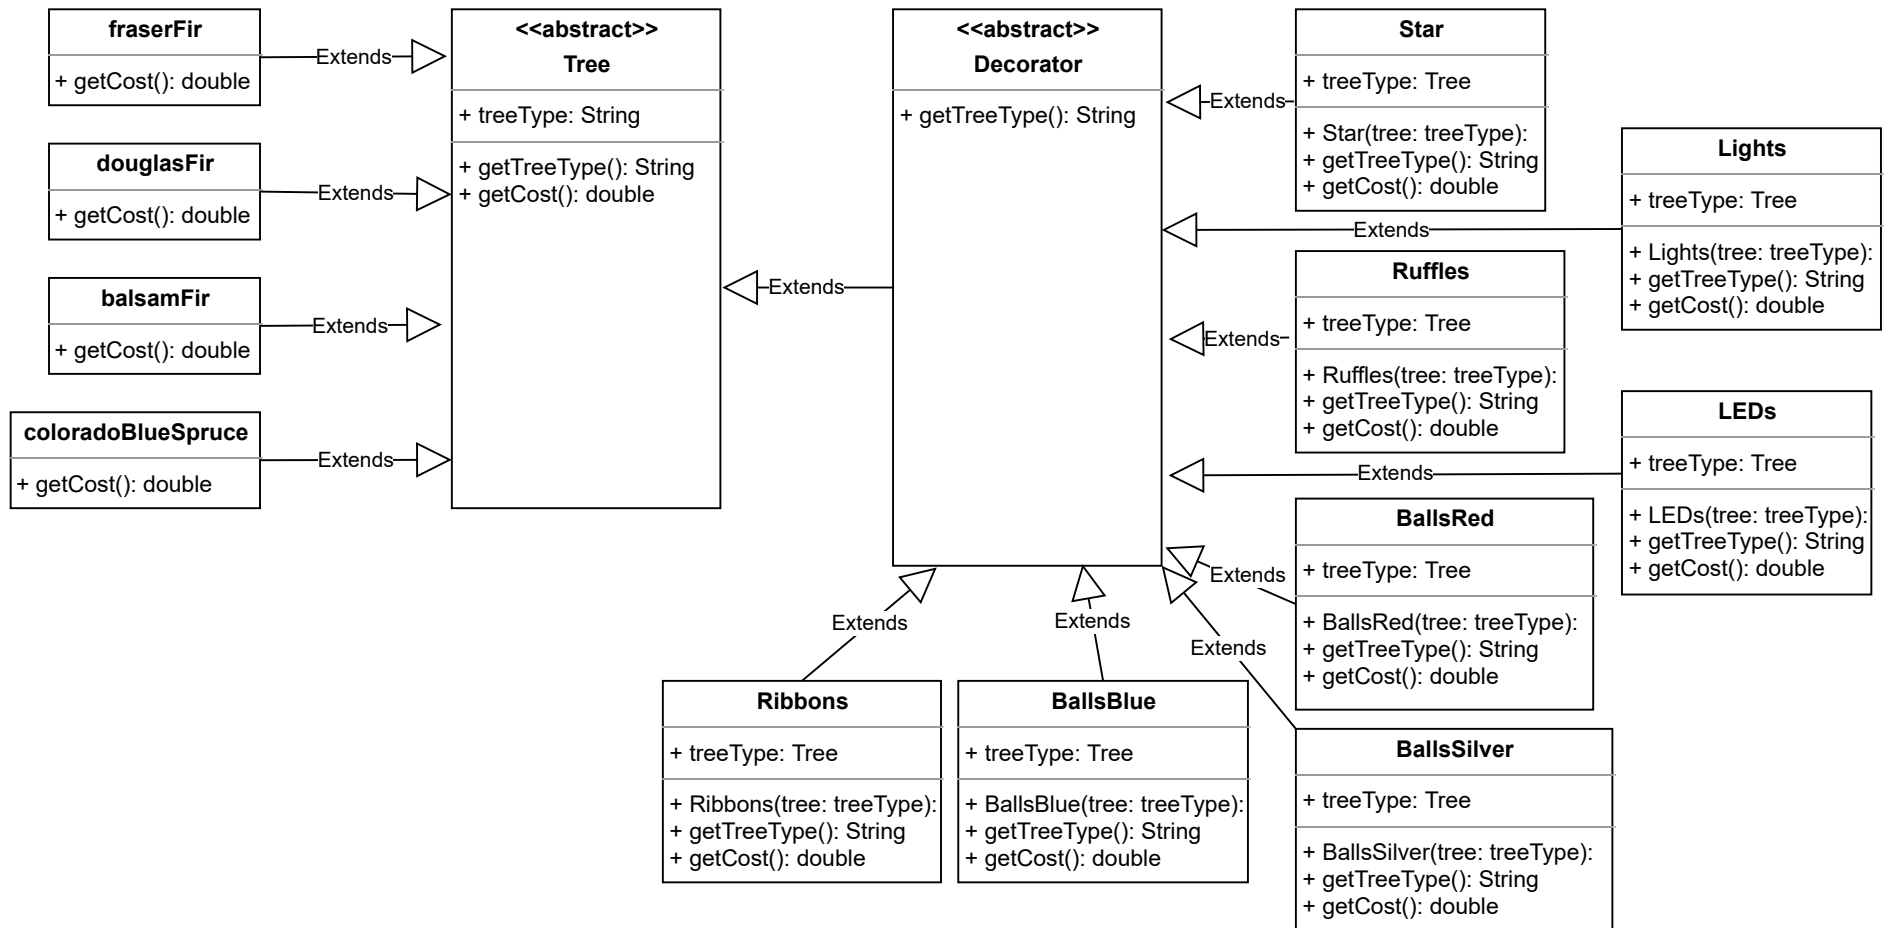 fraserFir
+ getCost(): double
Extends
douglasFir
+ getCost(): double
Extends
balsamFir
+ getCost(): double
Extends
coloradoBlueSpruce
+ getCost(): double
Extends
<<abstract>>
Tree
+ treeType: String
+ getTreeType(): String
+ getCost(): double
Extends
<<abstract>>
Decorator
+ getTreeType(): String
Extends
Star
+ treeType: Tree
+ Star(tree: treeType):
+ getTreeType(): String
+ getCost(): double
Extends
Lights
+ treeType: Tree
+ Lights(tree: treeType):
+ getTreeType(): String
+ getCost(): double
Extends
Ruffles
+ treeType: Tree
+ Ruffles(tree: treeType):
+ getTreeType(): String
+ getCost(): double
Extends
LEDs
+ treeType: Tree
+ LEDs(tree: treeType):
+ getTreeType(): String
+ getCost(): double
Extends
BallsRed
+ treeType: Tree
+ BallsRed(tree: treeType):
+ getTreeType(): String
+ getCost(): double
Extends
Ribbons
+ treeType: Tree
+ Ribbons(tree: treeType):
+ getTreeType(): String
+ getCost(): double
Extends
BallsBlue
+ treeType: Tree
+ BallsBlue(tree: treeType):
+ getTreeType(): String
+ getCost(): double
Extends
BallsSilver
+ treeType: Tree
+ BallsSilver(tree: treeType):
+ getTreeType(): String
+ getCost(): double